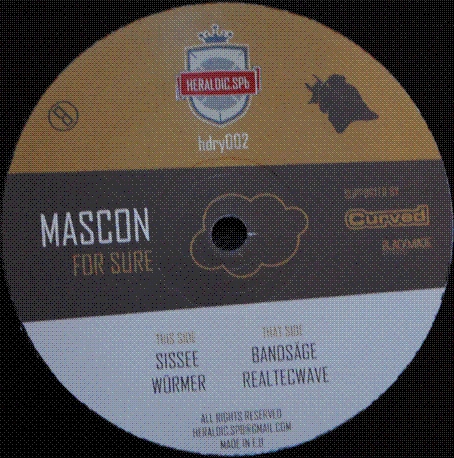 HERALDIC.SPb
hdry002
MASCON
FOR SURE
SUPPORTED BY
Curved
THIS SIDE
SISSEE
WÜRMER
THAT SIDE
BANDSÄGE
REALTECWAVE
ALL RIGHTS RESERVED
HERALDIC.SPB@GMAIL.COM
MADE IN E.U